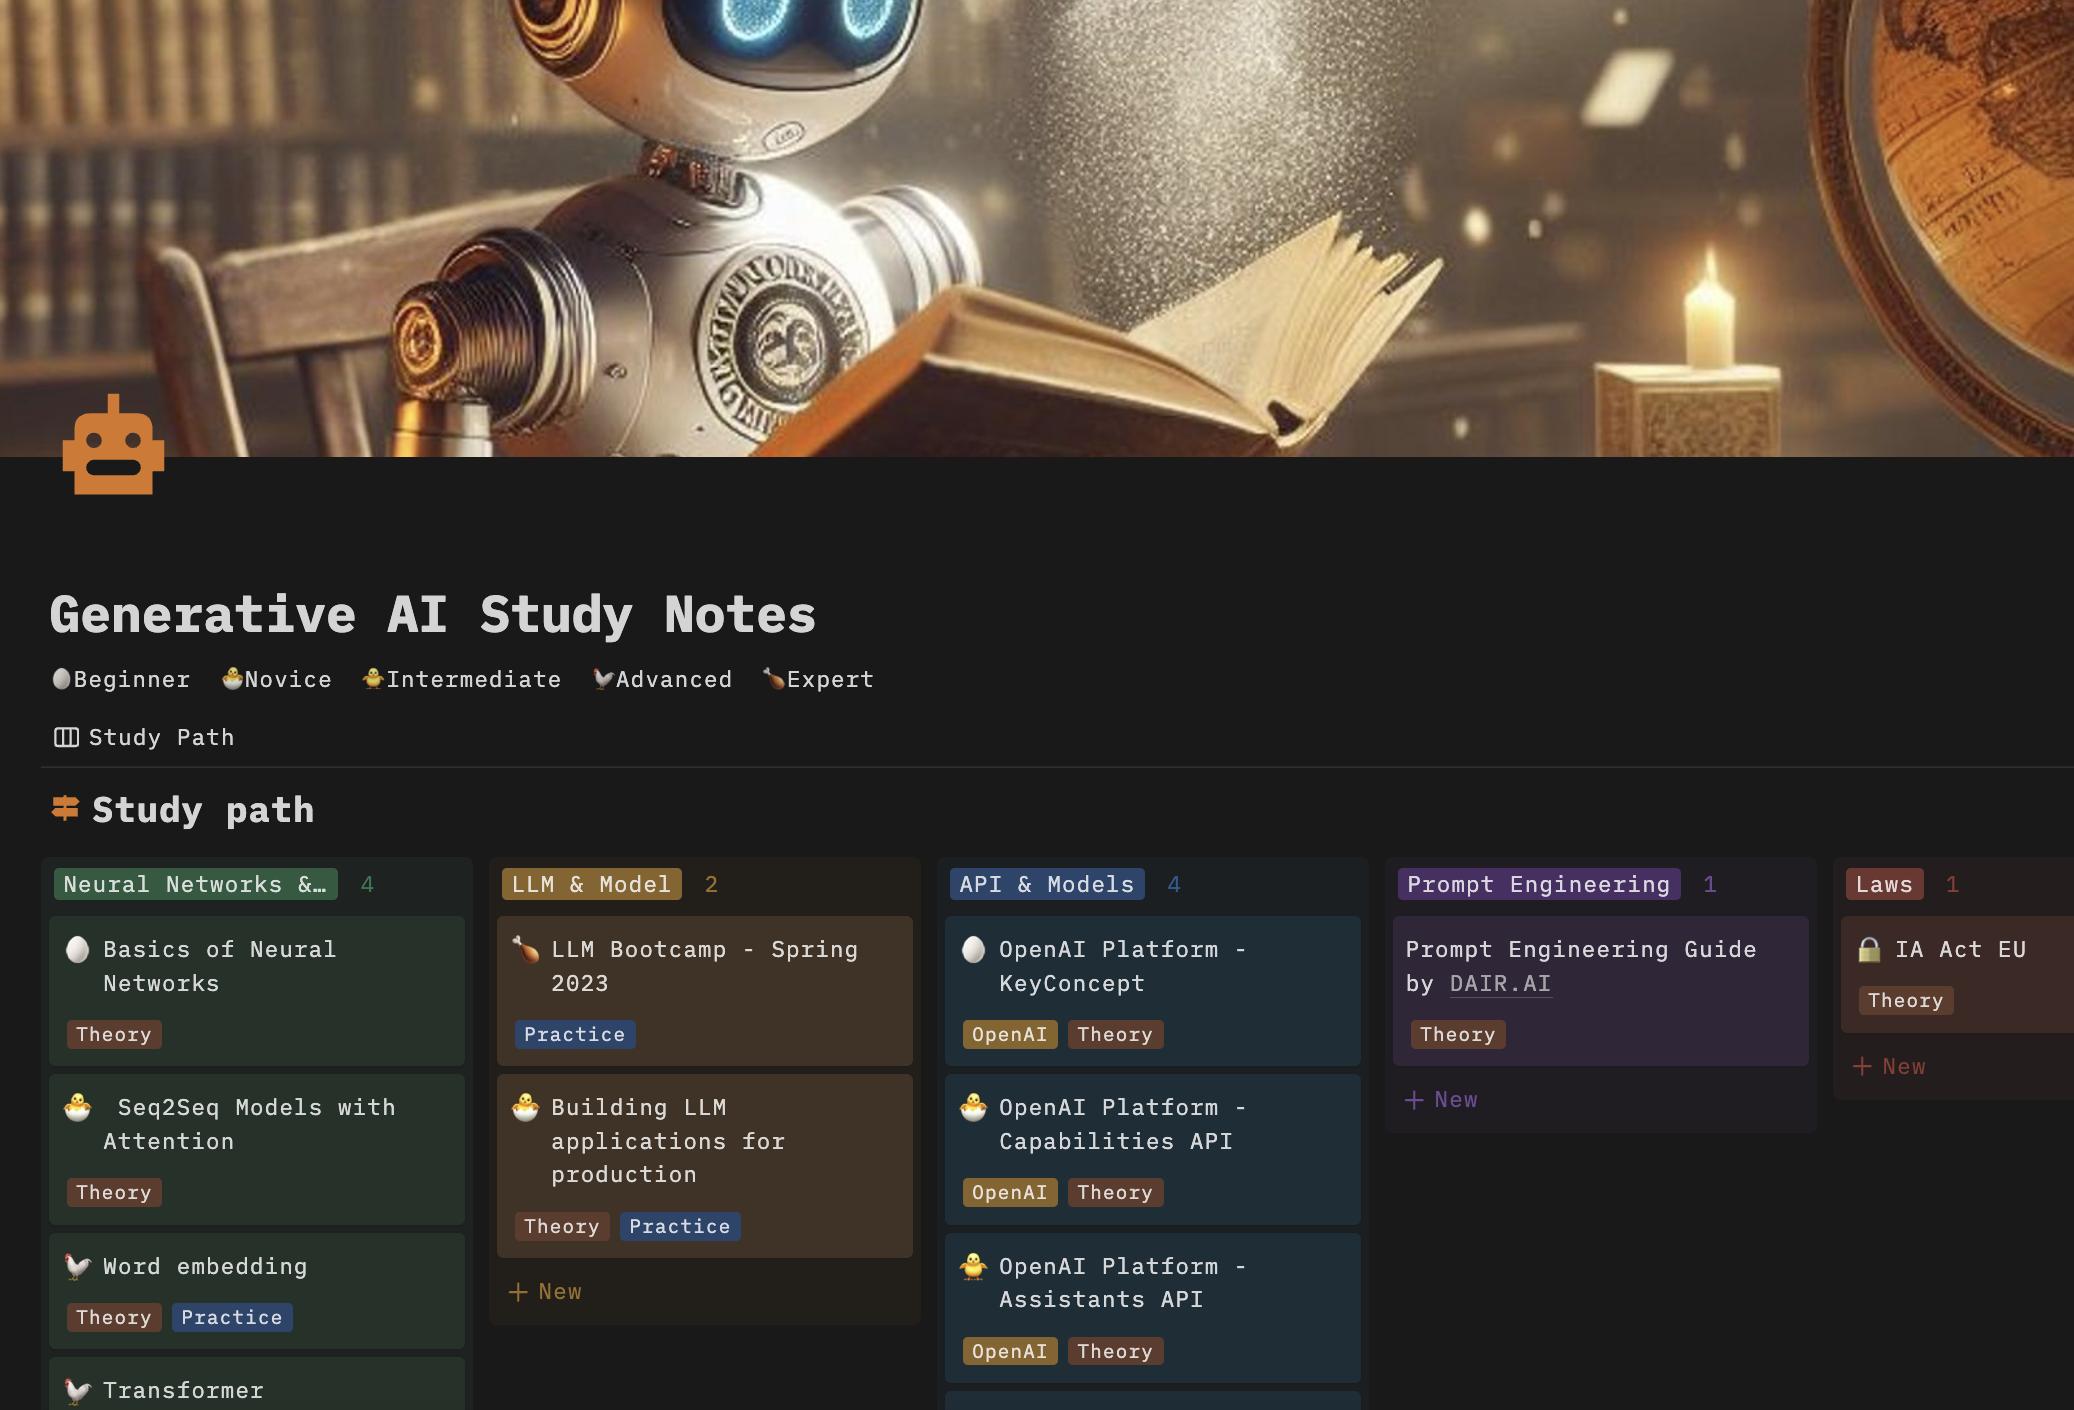 Generative AI Study Notes
🥚Beginner 🐣Novice 🐥Intermediate 🐓Advanced 🍗Expert
Study Path
Study path
Neural Networks &… 4
🥚 Basics of Neural
Networks
Theory
🐣 Seq2Seq Models with
Attention
Theory
🐓 Word embedding
Theory Practice
🐓 Transformer
LLM & Model 2
🍗 LLM Bootcamp - Spring
2023
Practice
🐣 Building LLM
applications for
production
Theory Practice
+ New
API & Models 4
🥚 OpenAI Platform -
KeyConcept
OpenAI Theory
🐣 OpenAI Platform -
Capabilities API
OpenAI Theory
🐥 OpenAI Platform -
Assistants API
OpenAI Theory
Prompt Engineering 1
Prompt Engineering Guide
by DAIR.AI
Theory
+ New
Laws 1
🔒 IA Act EU
Theory
+ New